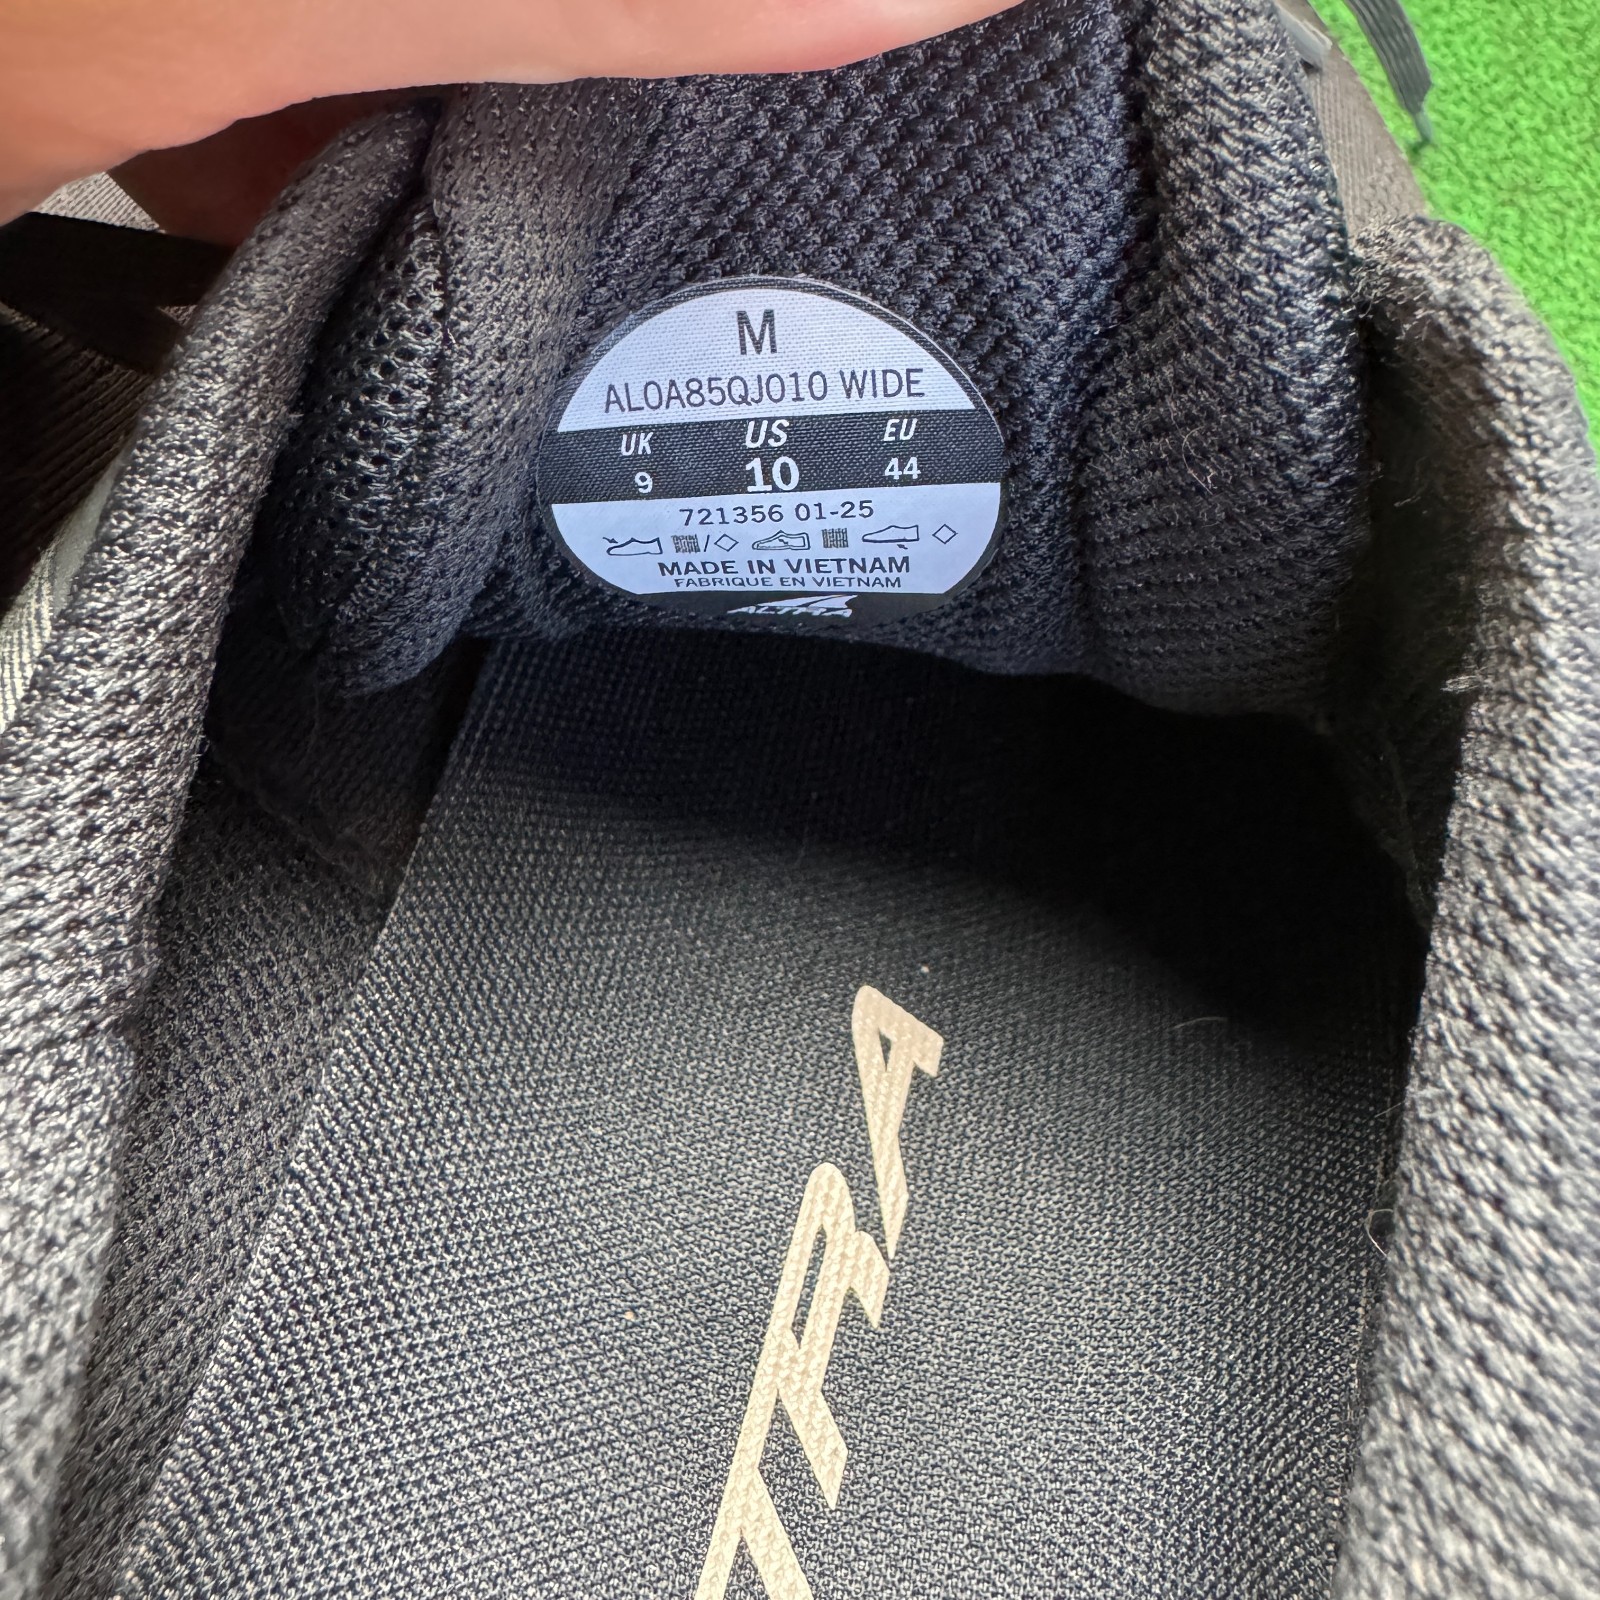 M
AL0A85QJ010 WIDE
UK US EU
9 10 44
721356 01-25
MADE IN VIETNAM
FABRIQUE EN VIETNAM
ALTRA